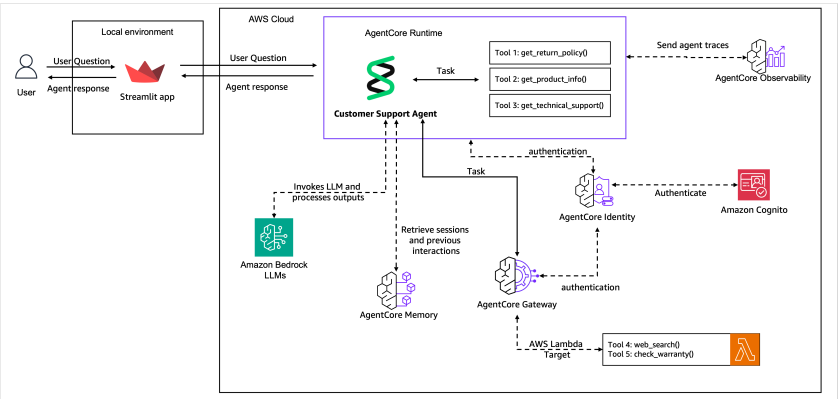 AWS Cloud
Local environment
AgentCore Runtime
User Question
User Question
Agent response
Agent response
User
Streamlit app
Task
Tool 1: get_return_policy()
Tool 2: get_product_info()
Tool 3: get_technical_support()
Customer Support Agent
Send agent traces
AgentCore Observability
authentication
Task
Invokes LLM and
processes outputs
Authenticate
Amazon Cognito
AgentCore Identity
Retrieve sessions
and previous
interactions
Amazon Bedrock
LLMs
authentication
AgentCore Memory
AgentCore Gateway
AWS Lambda
Target
Tool 4: web_search()
Tool 5: check_warranty()